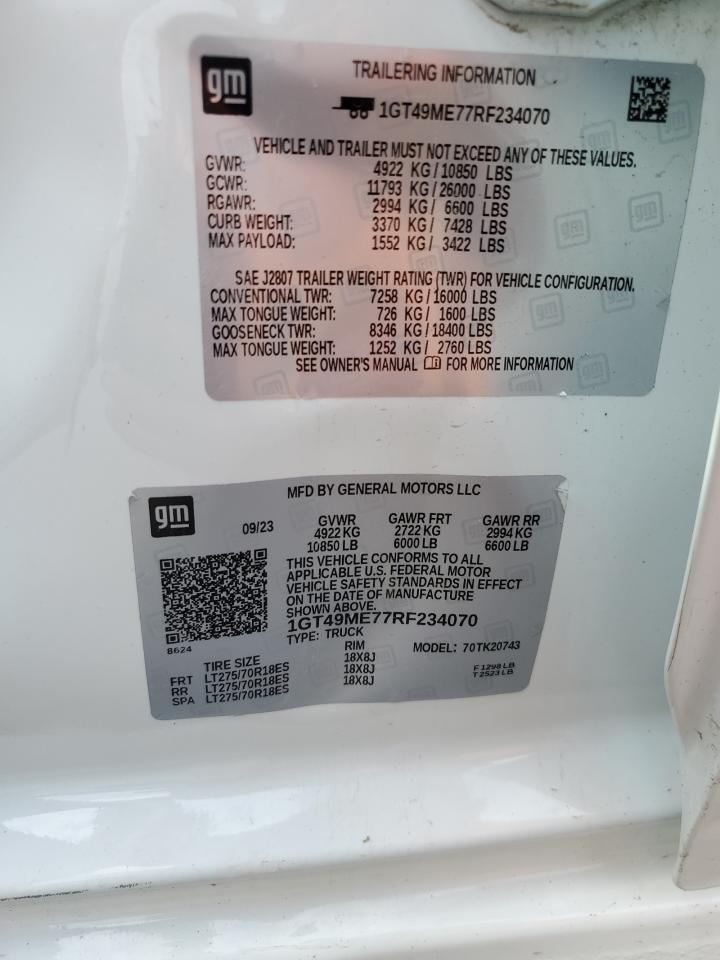 gm
TRAILERING INFORMATION
1GT49ME77RF234070
VEHICLE AND TRAILER MUST NOT EXCEED ANY OF THESE VALUES.
GVWR: 4922 KG/10850 LBS
GCWR: 11793 KG/26000 LBS
RGAWR: 2994 KG/ 6600 LBS
CURB WEIGHT: 3370 KG/ 7428 LBS
MAX PAYLOAD: 1552 KG/ 3422 LBS
SAE J2807 TRAILER WEIGHT RATING (TWR) FOR VEHICLE CONFIGURATION.
CONVENTIONAL TWR: 7258 KG/16000 LBS
MAX TONGUE WEIGHT: 726 KG/ 1600 LBS
GOOSENECK TWR: 8346 KG/18400 LBS
MAX TONGUE WEIGHT: 1252 KG/ 2760 LBS
SEE OWNER'S MANUAL FOR MORE INFORMATION
gm
MFD BY GENERAL MOTORS LLC
09/23 GVWR GAWR FRT GAWR RR
4922 KG 2722 KG 2994 KG
10850 LB 6000 LB 6600 LB
THIS VEHICLE CONFORMS TO ALL
APPLICABLE U.S. FEDERAL MOTOR
VEHICLE SAFETY STANDARDS IN EFFECT
ON THE DATE OF MANUFACTURE
SHOWN ABOVE.
1GT49ME77RF234070
TYPE: TRUCK
8624
MODEL: 70TK20743
TIRE SIZE RIM
FRT LT275/70R18ES 18X8J
RR LT275/70R18ES 18X8J
SPA LT275/70R18ES 18X8J
F 1298 LB
T 2523 LB